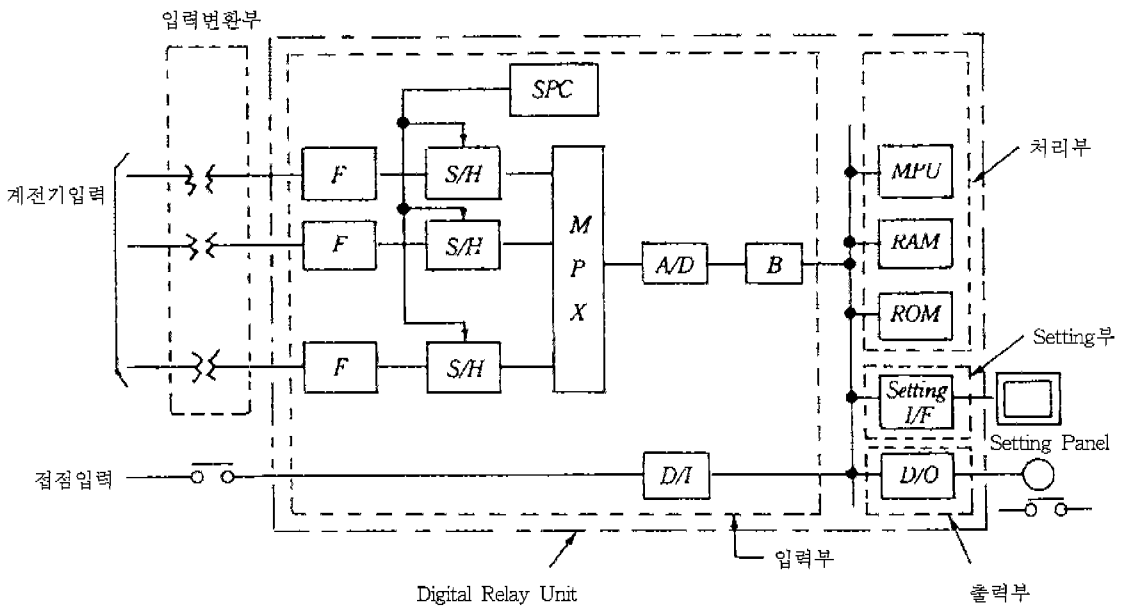 입력변환부
SPC
처리부
계전기입력
F
S/H
MPU
F
S/H
M
P
X
A/D
B
RAM
ROM
F
S/H
Setting부
Setting
I/F
Setting Panel
접점입력
D/I
D/O
입력부
Digital Relay Unit
출력부